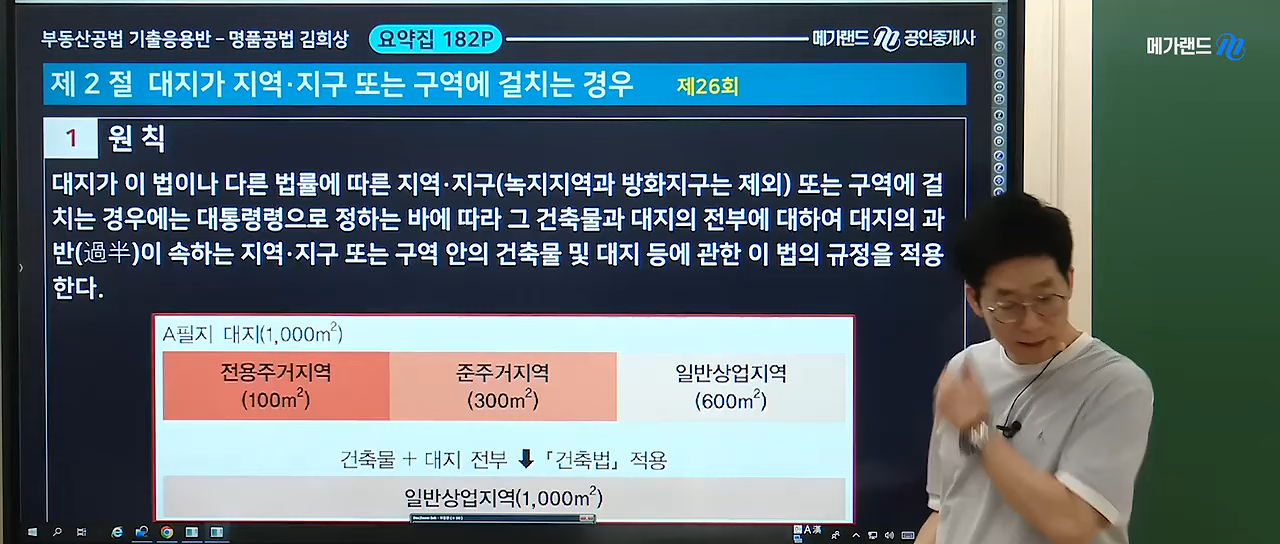 부동산공법 기출응용반 - 명품공법 김희상
요약집 182P
메가랜드 공인중개사
메가랜드
제 2 절 대지가 지역·지구 또는 구역에 걸치는 경우 제26회
1 원 칙
대지가 이 법이나 다른 법률에 따른 지역·지구(녹지지역과 방화지구는 제외) 또는 구역에 걸
치는 경우에는 대통령령으로 정하는 바에 따라 그 건축물과 대지의 전부에 대하여 대지의 과
반(過半)이 속하는 지역·지구 또는 구역 안의 건축물 및 대지 등에 관한 이 법의 규정을 적용
한다.
A필지 대지(1,000m²)
전용주거지역 준주거지역 일반상업지역
(100m²) (300m²) (600m²)
건축물 + 대지 전부 ⬇ 「건축법」 적용
일반상업지역(1,000m²)
A 漢